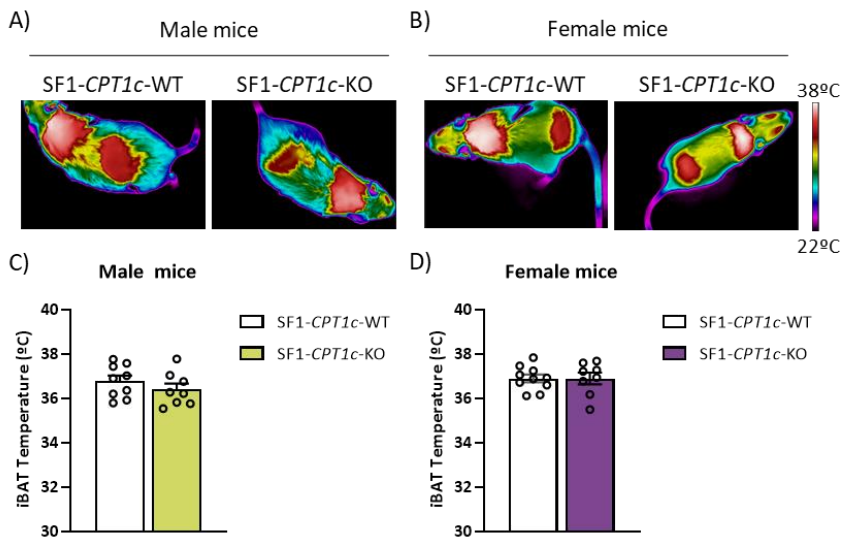 A)
Male mice
SF1-CPT1c-WT
SF1-CPT1c-KO
B)
Female mice
SF1-CPT1c-WT
SF1-CPT1c-KO
38ºC
22ºC
C)
Male mice
iBAT Temperature (ºC)
40
38
36
34
32
30
SF1-CPT1c-WT
SF1-CPT1c-KO
D)
Female mice
iBAT Temperature (ºC)
40
38
36
34
32
30
SF1-CPT1c-WT
SF1-CPT1c-KO